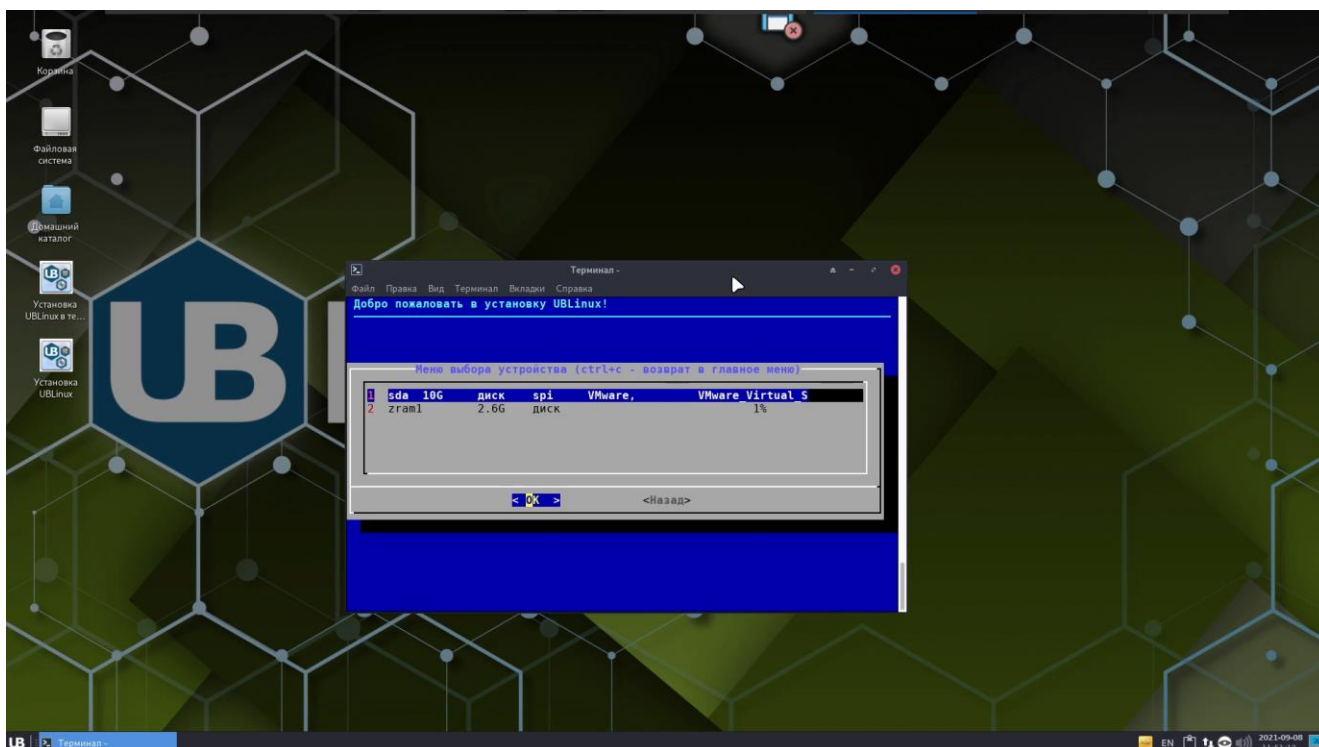 Корзина
Файловая
система
Домашний
каталог
Установка
UBLinux в те...
Установка
UBLinux
UB
Терминал -
Файл Правка Вид Терминал Вкладки Справка
Добро пожаловать в установку UBLinux!
Меню выбора устройства (ctrl+c - возврат в главное меню)
1 sda 10G диск spi VMware, VMware_Virtual_S
2 zram1 2.6G диск 1%
< OK > <Назад>
UB Терминал - EN 2021-09-08